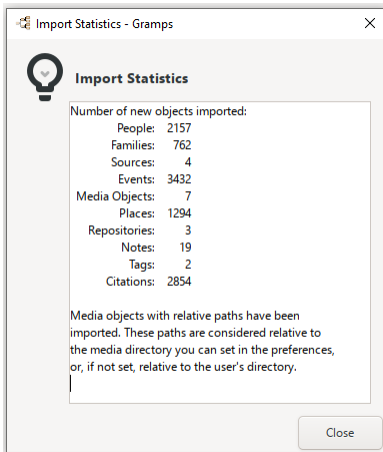 Import Statistics - Gramps
Import Statistics
Number of new objects imported:
People: 2157
Families: 762
Sources: 4
Events: 3432
Media Objects: 7
Places: 1294
Repositories: 3
Notes: 19
Tags: 2
Citations: 2854
Media objects with relative paths have been
imported. These paths are considered relative to
the media directory you can set in the preferences,
or, if not set, relative to the user's directory.
Close